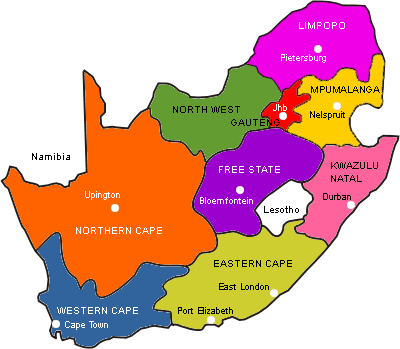 LIMPOPO
Pietersburg
MPUMALANGA
Jhb
NORTH WEST
GAUTENG
Nelspruit
Namibia
FREE STATE
KWAZULU
NATAL
Upington
Bloemfontein
Durban
Lesotho
NORTHERN CAPE
EASTERN CAPE
East London
WESTERN CAPE
Port Elizabeth
Cape Town